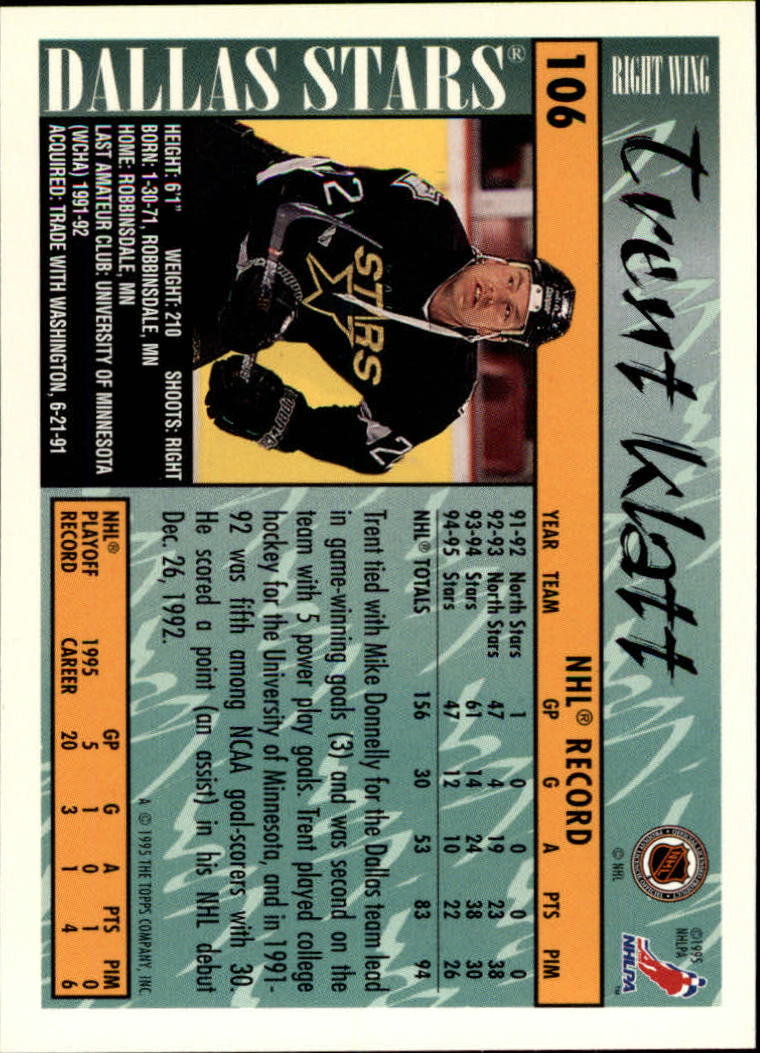 RIGHT WING
trent klatt
©1995
NHLPA
NHLPA
TM
© NHL
NHL
106
NHL® RECORD
YEAR TEAM GP G A PTS PIM
91-92 North Stars 1 0 0 0 0
92-93 North Stars 47 4 19 23 38
93-94 Stars 61 14 24 38 30
94-95 Stars 47 12 10 22 26
NHL® TOTALS 156 30 53 83 94
Trent tied with Mike Donnelly for the Dallas team lead
in game-winning goals (3) and was second on the
team with 5 power play goals. Trent played college
hockey for the University of Minnesota, and in 1991-
92 was fifth among NCAA goal-scorers with 30.
He scored a point (an assist) in his NHL debut
Dec. 26, 1992.
A © 1995 THE TOPPS COMPANY, INC
NHL® GP G A PTS PIM
PLAYOFF 1995 5 1 0 1 0
RECORD CAREER 20 3 1 4 6
DALLAS STARS®
STARS
2
2
HEIGHT: 6'1" WEIGHT: 210 SHOOTS: RIGHT
BORN: 1-30-71, ROBBINSDALE, MN
HOME: ROBBINSDALE, MN
LAST AMATEUR CLUB: UNIVERSITY OF MINNESOTA
(WCHA) 1991-92
ACQUIRED: TRADE WITH WASHINGTON, 6-21-91